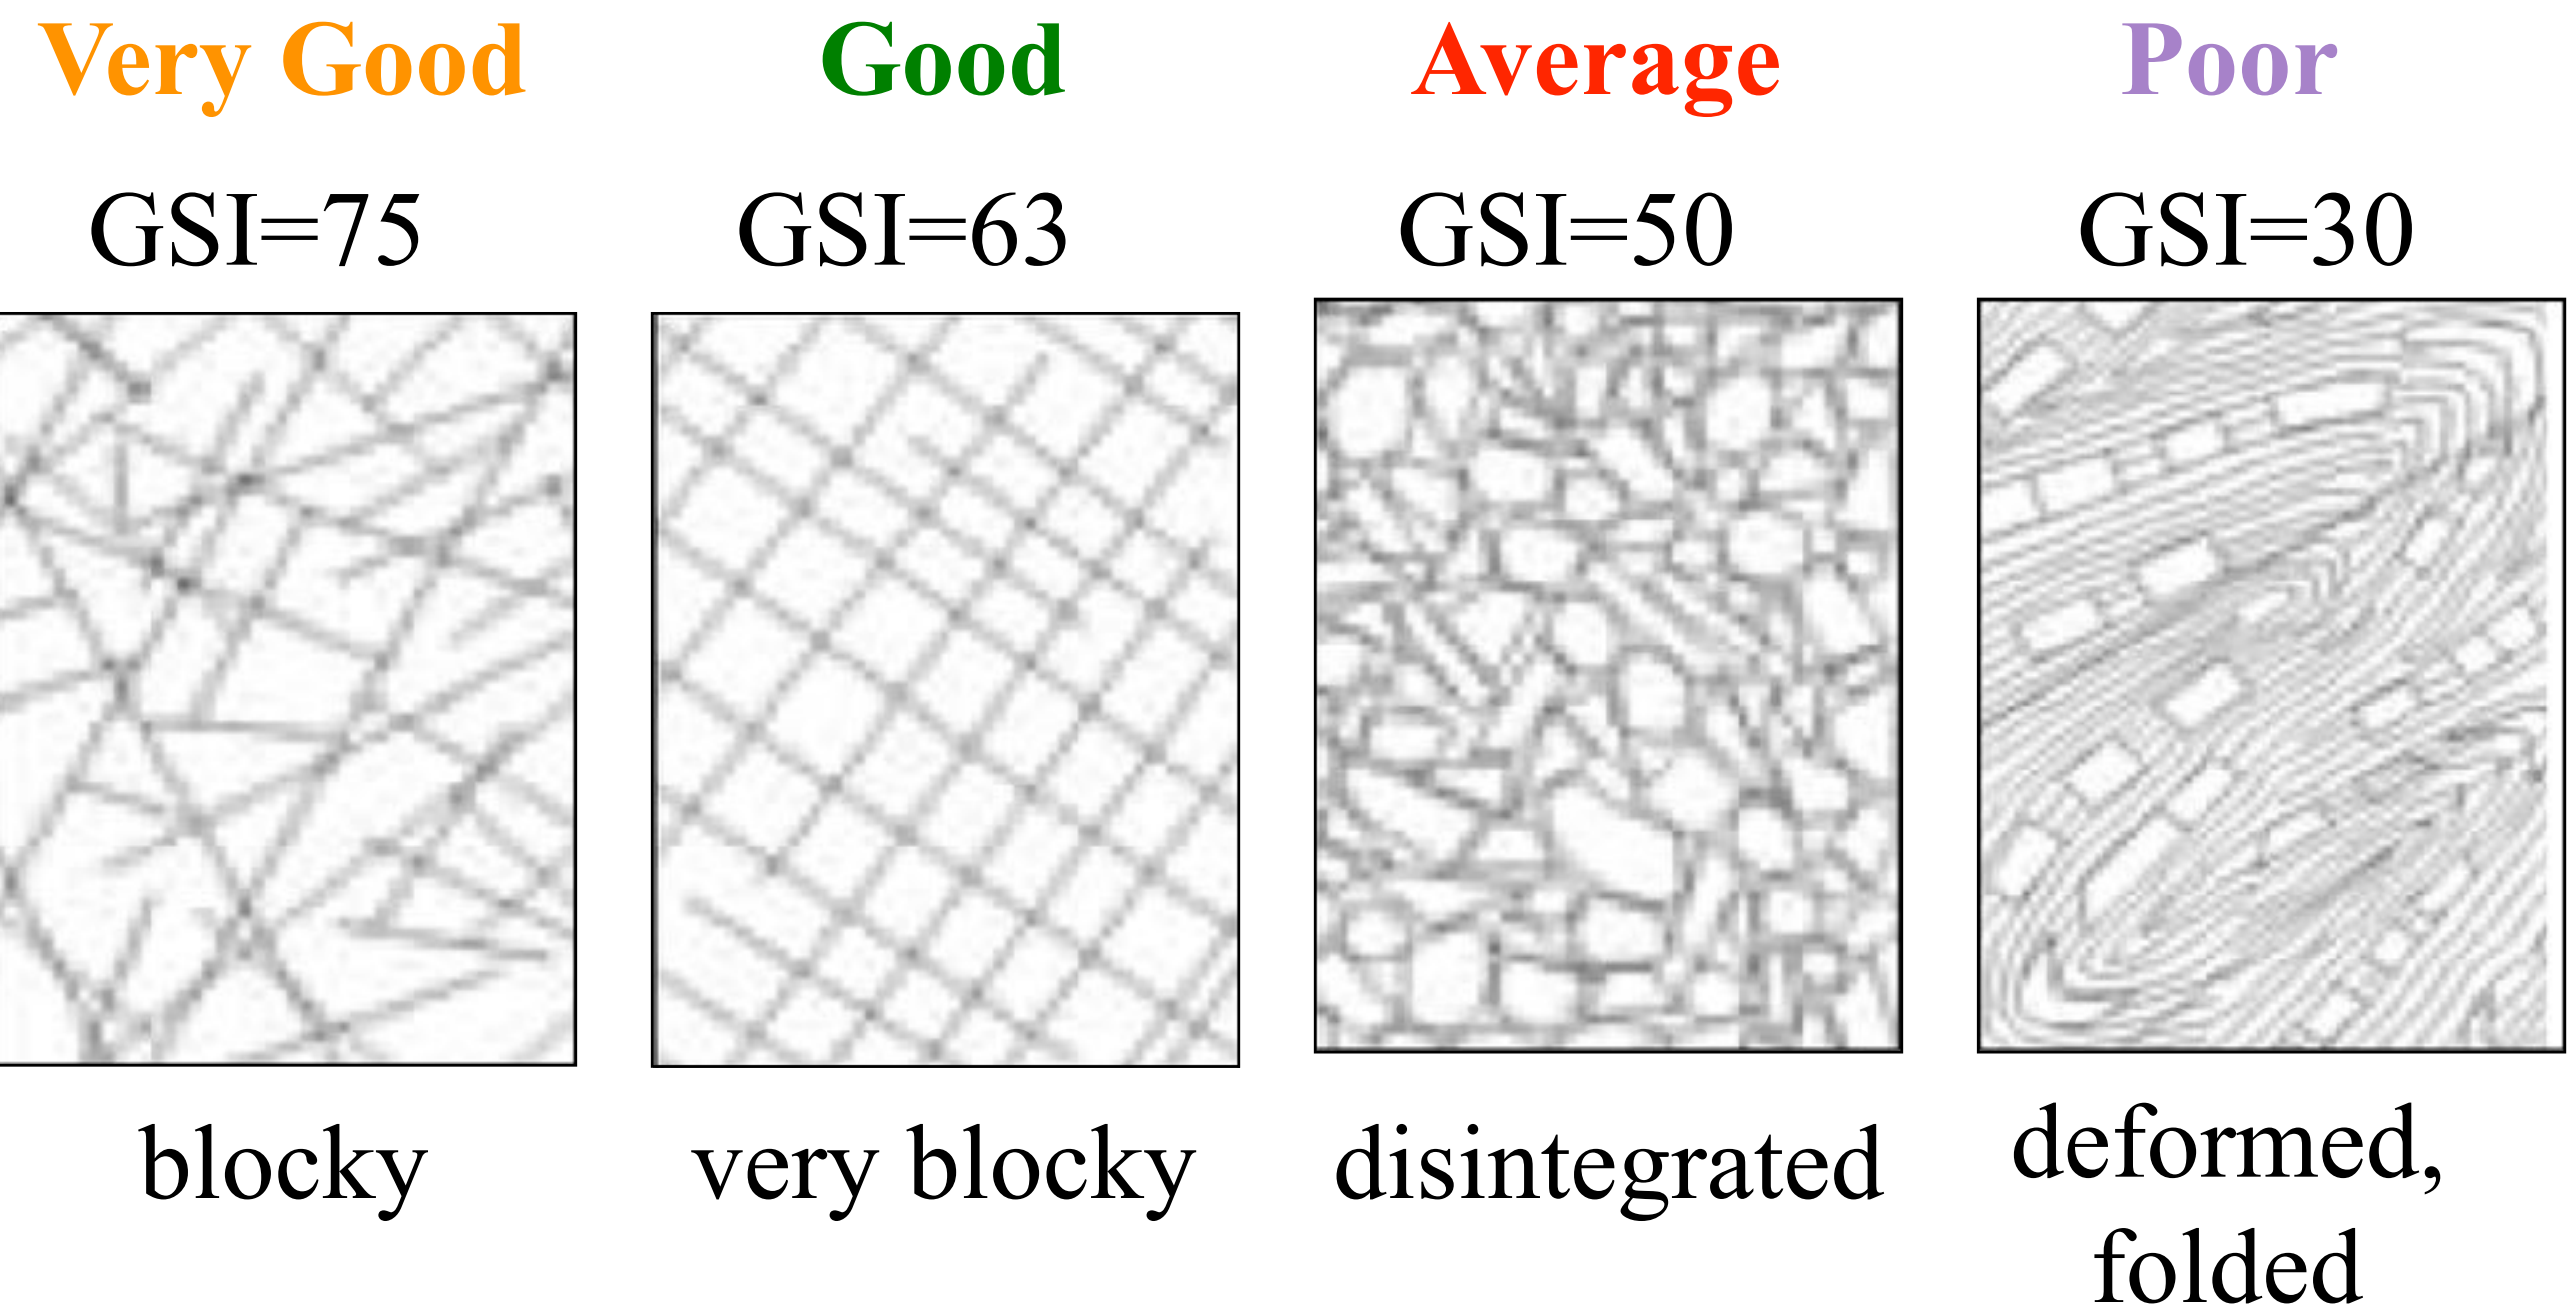 Very Good
Good
Average
Poor
GSI=75
GSI=63
GSI=50
GSI=30
blocky
very blocky
disintegrated
deformed,
folded